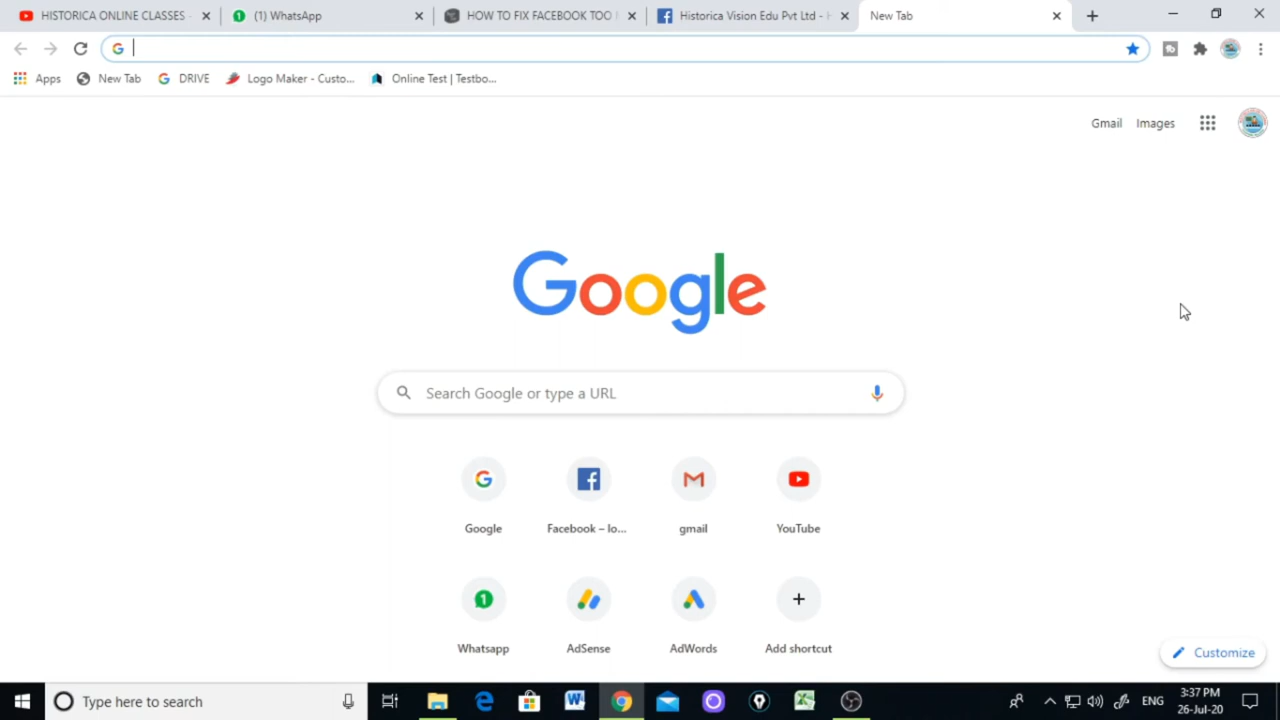 HISTORICA ONLINE CLASSES -
(1) WhatsApp
HOW TO FIX FACEBOOK TOO
Historica Vision Edu Pvt Ltd -
New Tab
Apps
New Tab
DRIVE
Logo Maker - Custo...
Online Test | Testbo...
Gmail
Images
Google
Search Google or type a URL
Google
Facebook – lo...
gmail
YouTube
Whatsapp
AdSense
AdWords
Add shortcut
Customize
Type here to search
ENG
3:37 PM
26-Jul-20